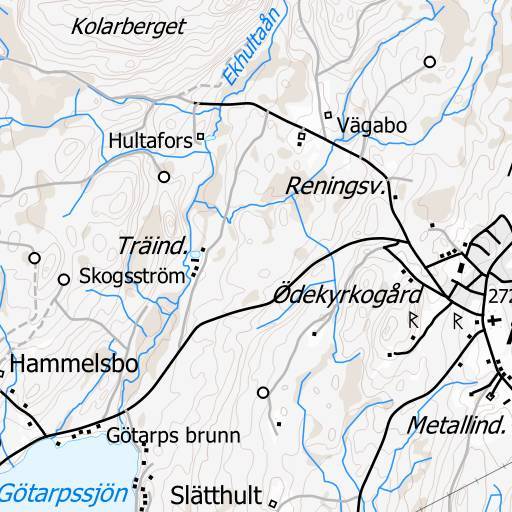 Kolarberget
Ekhultaån
Vägabo
Hultafors
Reningsv.
Träind.
Skogsström
Ödekyrkogård
272
R
R
Hammelsbo
Metallind.
Götarps brunn
Götarpssjön
Slätthult